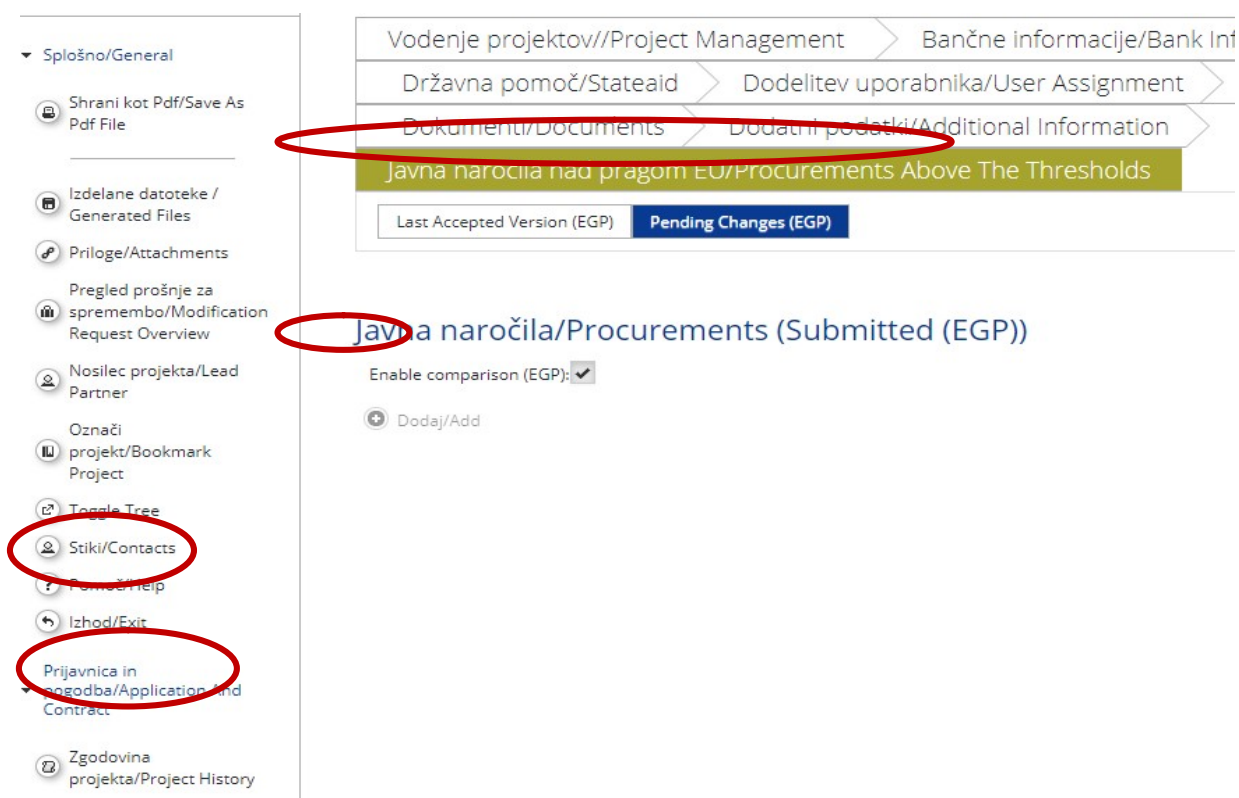 Splošno/General
Shrani kot Pdf/Save As
Pdf File
Izdelane datoteke /
Generated Files
Priloge/Attachments
Pregled prošnje za
spremembo/Modification
Request Overview
Nosilec projekta/Lead
Partner
Označi
projekt/Bookmark
Project
Toggle Tree
Stiki/Contacts
Pomoč/Help
Izhod/Exit
Prijavnica in
pogodba/Application And
Contract
Zgodovina
projekta/Project History
Vodenje projektov//Project Management
Bančne informacije/Bank Inf
Državna pomoč/Stateaid
Dodelitev uporabnika/User Assignment
Dokumenti/Documents
Dodatni podatki/Additional Information
Javna naročila nad pragom EU/Procurements Above The Thresholds
Last Accepted Version (EGP)
Pending Changes (EGP)
Javna naročila/Procurements (Submitted (EGP))
Enable comparison (EGP):
Dodaj/Add